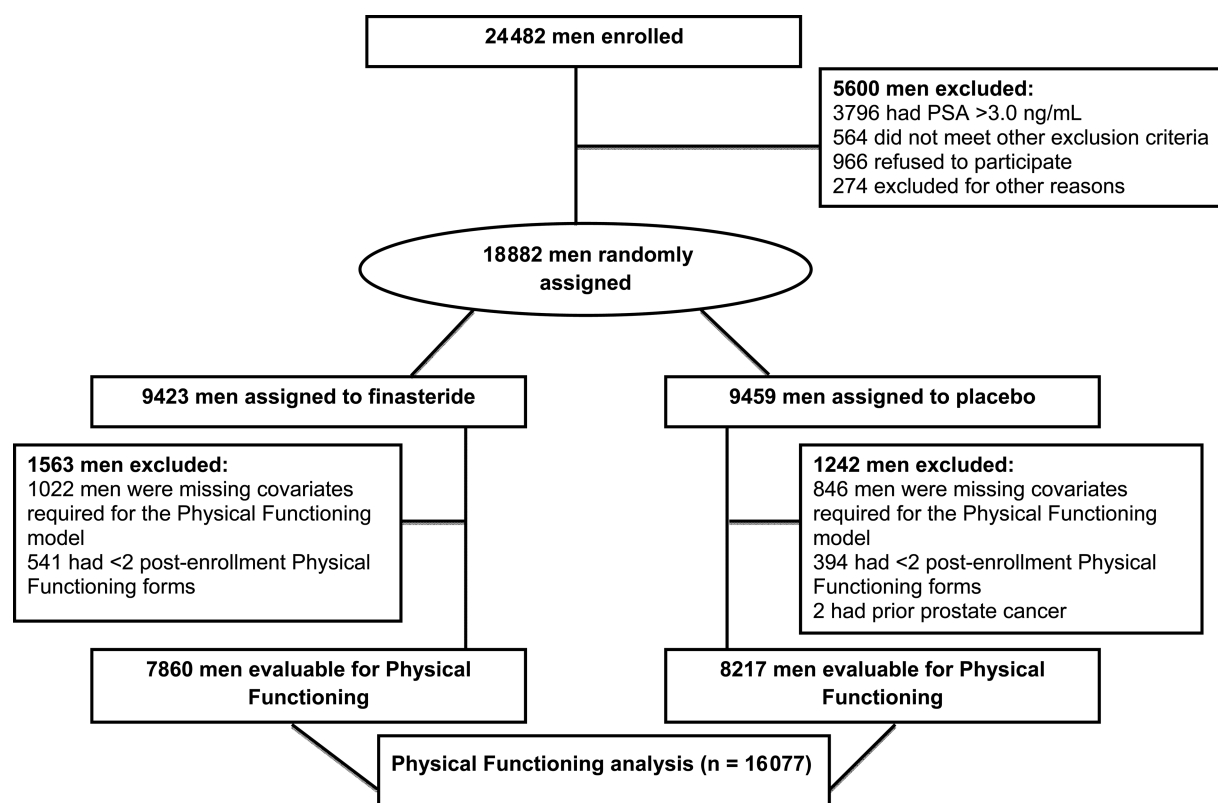 24482 men enrolled
5600 men excluded:
3796 had PSA >3.0 ng/mL
564 did not meet other exclusion criteria
966 refused to participate
274 excluded for other reasons
18882 men randomly
assigned
9423 men assigned to finasteride
9459 men assigned to placebo
1563 men excluded:
1022 men were missing covariates
required for the Physical Functioning
model
541 had <2 post-enrollment Physical
Functioning forms
1242 men excluded:
846 men were missing covariates
required for the Physical Functioning
model
394 had <2 post-enrollment Physical
Functioning forms
2 had prior prostate cancer
7860 men evaluable for Physical
Functioning
8217 men evaluable for Physical
Functioning
Physical Functioning analysis (n = 16077)